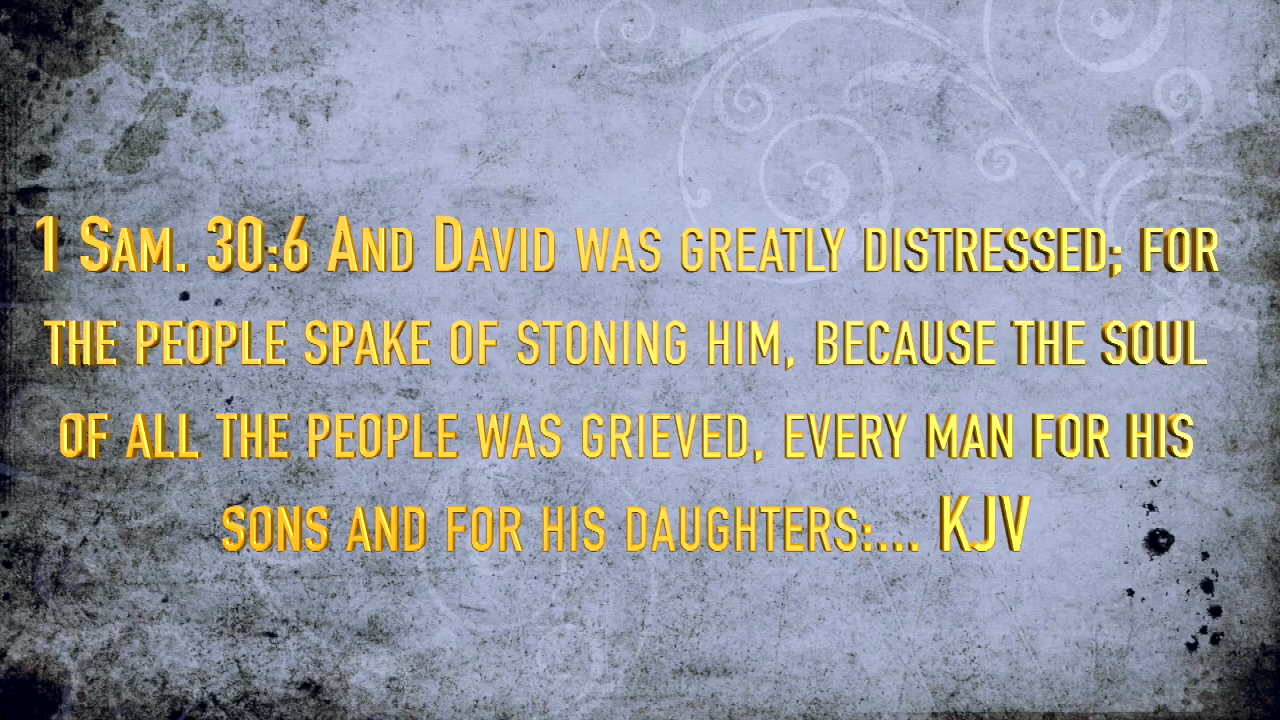 1 Sam. 30:6 And David was greatly distressed; for
the people spake of stoning him, because the soul
of all the people was grieved, every man for his
sons and for his daughters:... KJV